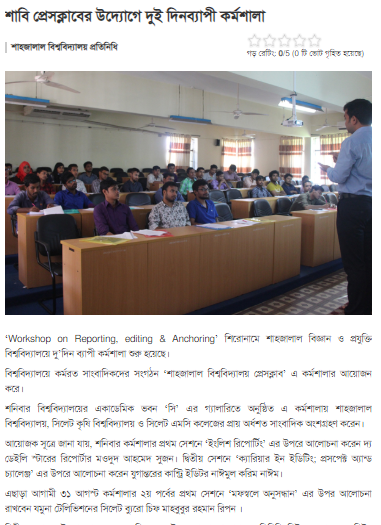 শাবি প্রেসক্লাবের উদ্যোগে দুই দিনব্যাপী কর্মশালা
শাহজালাল বিশ্ববিদ্যালয় প্রতিনিধি
গড় রেটিং: 0/5 (0 টি ভোট গৃহিত হয়েছে)
‘Workshop on Reporting, editing & Anchoring’ শিরোনামে শাহজালাল বিজ্ঞান ও প্রযুক্তি
বিশ্ববিদ্যালয়ে দু’দিন ব্যাপী কর্মশালা শুরু হয়েছে।
বিশ্ববিদ্যালয়ে কর্মরত সাংবাদিকদের সংগঠন ‘শাহজালাল বিশ্ববিদ্যালয় প্রেসক্লাব’ এ কর্মশালার আয়োজন
করে।
শনিবার বিশ্ববিদ্যালয়ের একাডেমিক ভবন ‘সি’ এর গ্যালারিতে অনুষ্ঠিত এ কর্মশালায় শাহজালাল
বিশ্ববিদ্যালয়, সিলেট কৃষি বিশ্ববিদ্যালয় ও সিলেট এমসি কলেজের প্রায় অর্ধশত সাংবাদিক অংশগ্রহণ করেন।
আয়োজক সূত্রে জানা যায়, শনিবার কর্মশালার প্রথম সেশনে ‘ইংলিশ রিপোর্টিং’ এর উপরে আলোচনা করেন দ্য
ডেইলি স্টারের রিপোর্টার মাওদুদ আহমেদ সুজন। দ্বিতীয় সেশনে ‘ক্যারিয়ার ইন ইডিটিং; প্রসপেক্ট অ্যান্ড
চ্যালেঞ্জ’ এর উপরে আলোচনা করেন যুগান্তরের কান্ট্রি ইডিটর নাঈমুল করিম নাঈম।
এছাড়া আগামী ৩১ আগস্ট কর্মশালার ২য় পর্বের প্রথম সেশনে ‘মফস্বলে অনুসন্ধান’ এর উপর আলোচনা
রাখবেন যমুনা টেলিভিশনের সিলেট ব্যুরো চিফ মাহবুবুর রহমান রিপন ।